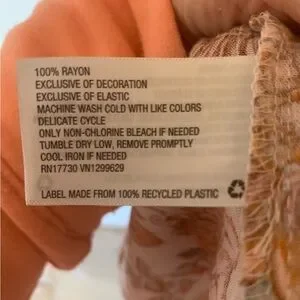 100% RAYON
EXCLUSIVE OF DECORATION
EXCLUSIVE OF ELASTIC
MACHINE WASH COLD WITH LIKE COLORS
DELICATE CYCLE
ONLY NON-CHLORINE BLEACH IF NEEDED
TUMBLE DRY LOW, REMOVE PROMPTLY
COOL IRON IF NEEDED
RN17730 VN1299629
LABEL MADE FROM 100% RECYCLED PLASTIC